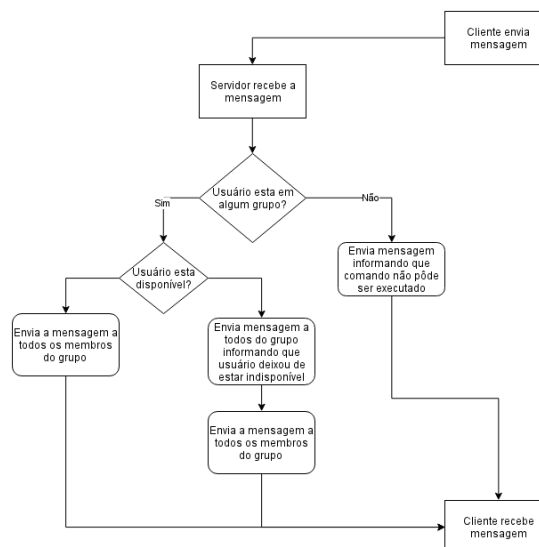 Cliente envia
mensagem
Servidor recebe a
mensagem
Usuário esta em
algum grupo?
Sim
Não
Usuário esta
disponível?
Envia mensagem
informando que
comando não pôde
ser executado
Envia a mensagem a
todos os membros
do grupo
Envia mensagem a
todos do grupo
informando que
usuário deixou de
estar indisponível
Envia a mensagem a
todos os membros
do grupo
Cliente recebe
mensagem